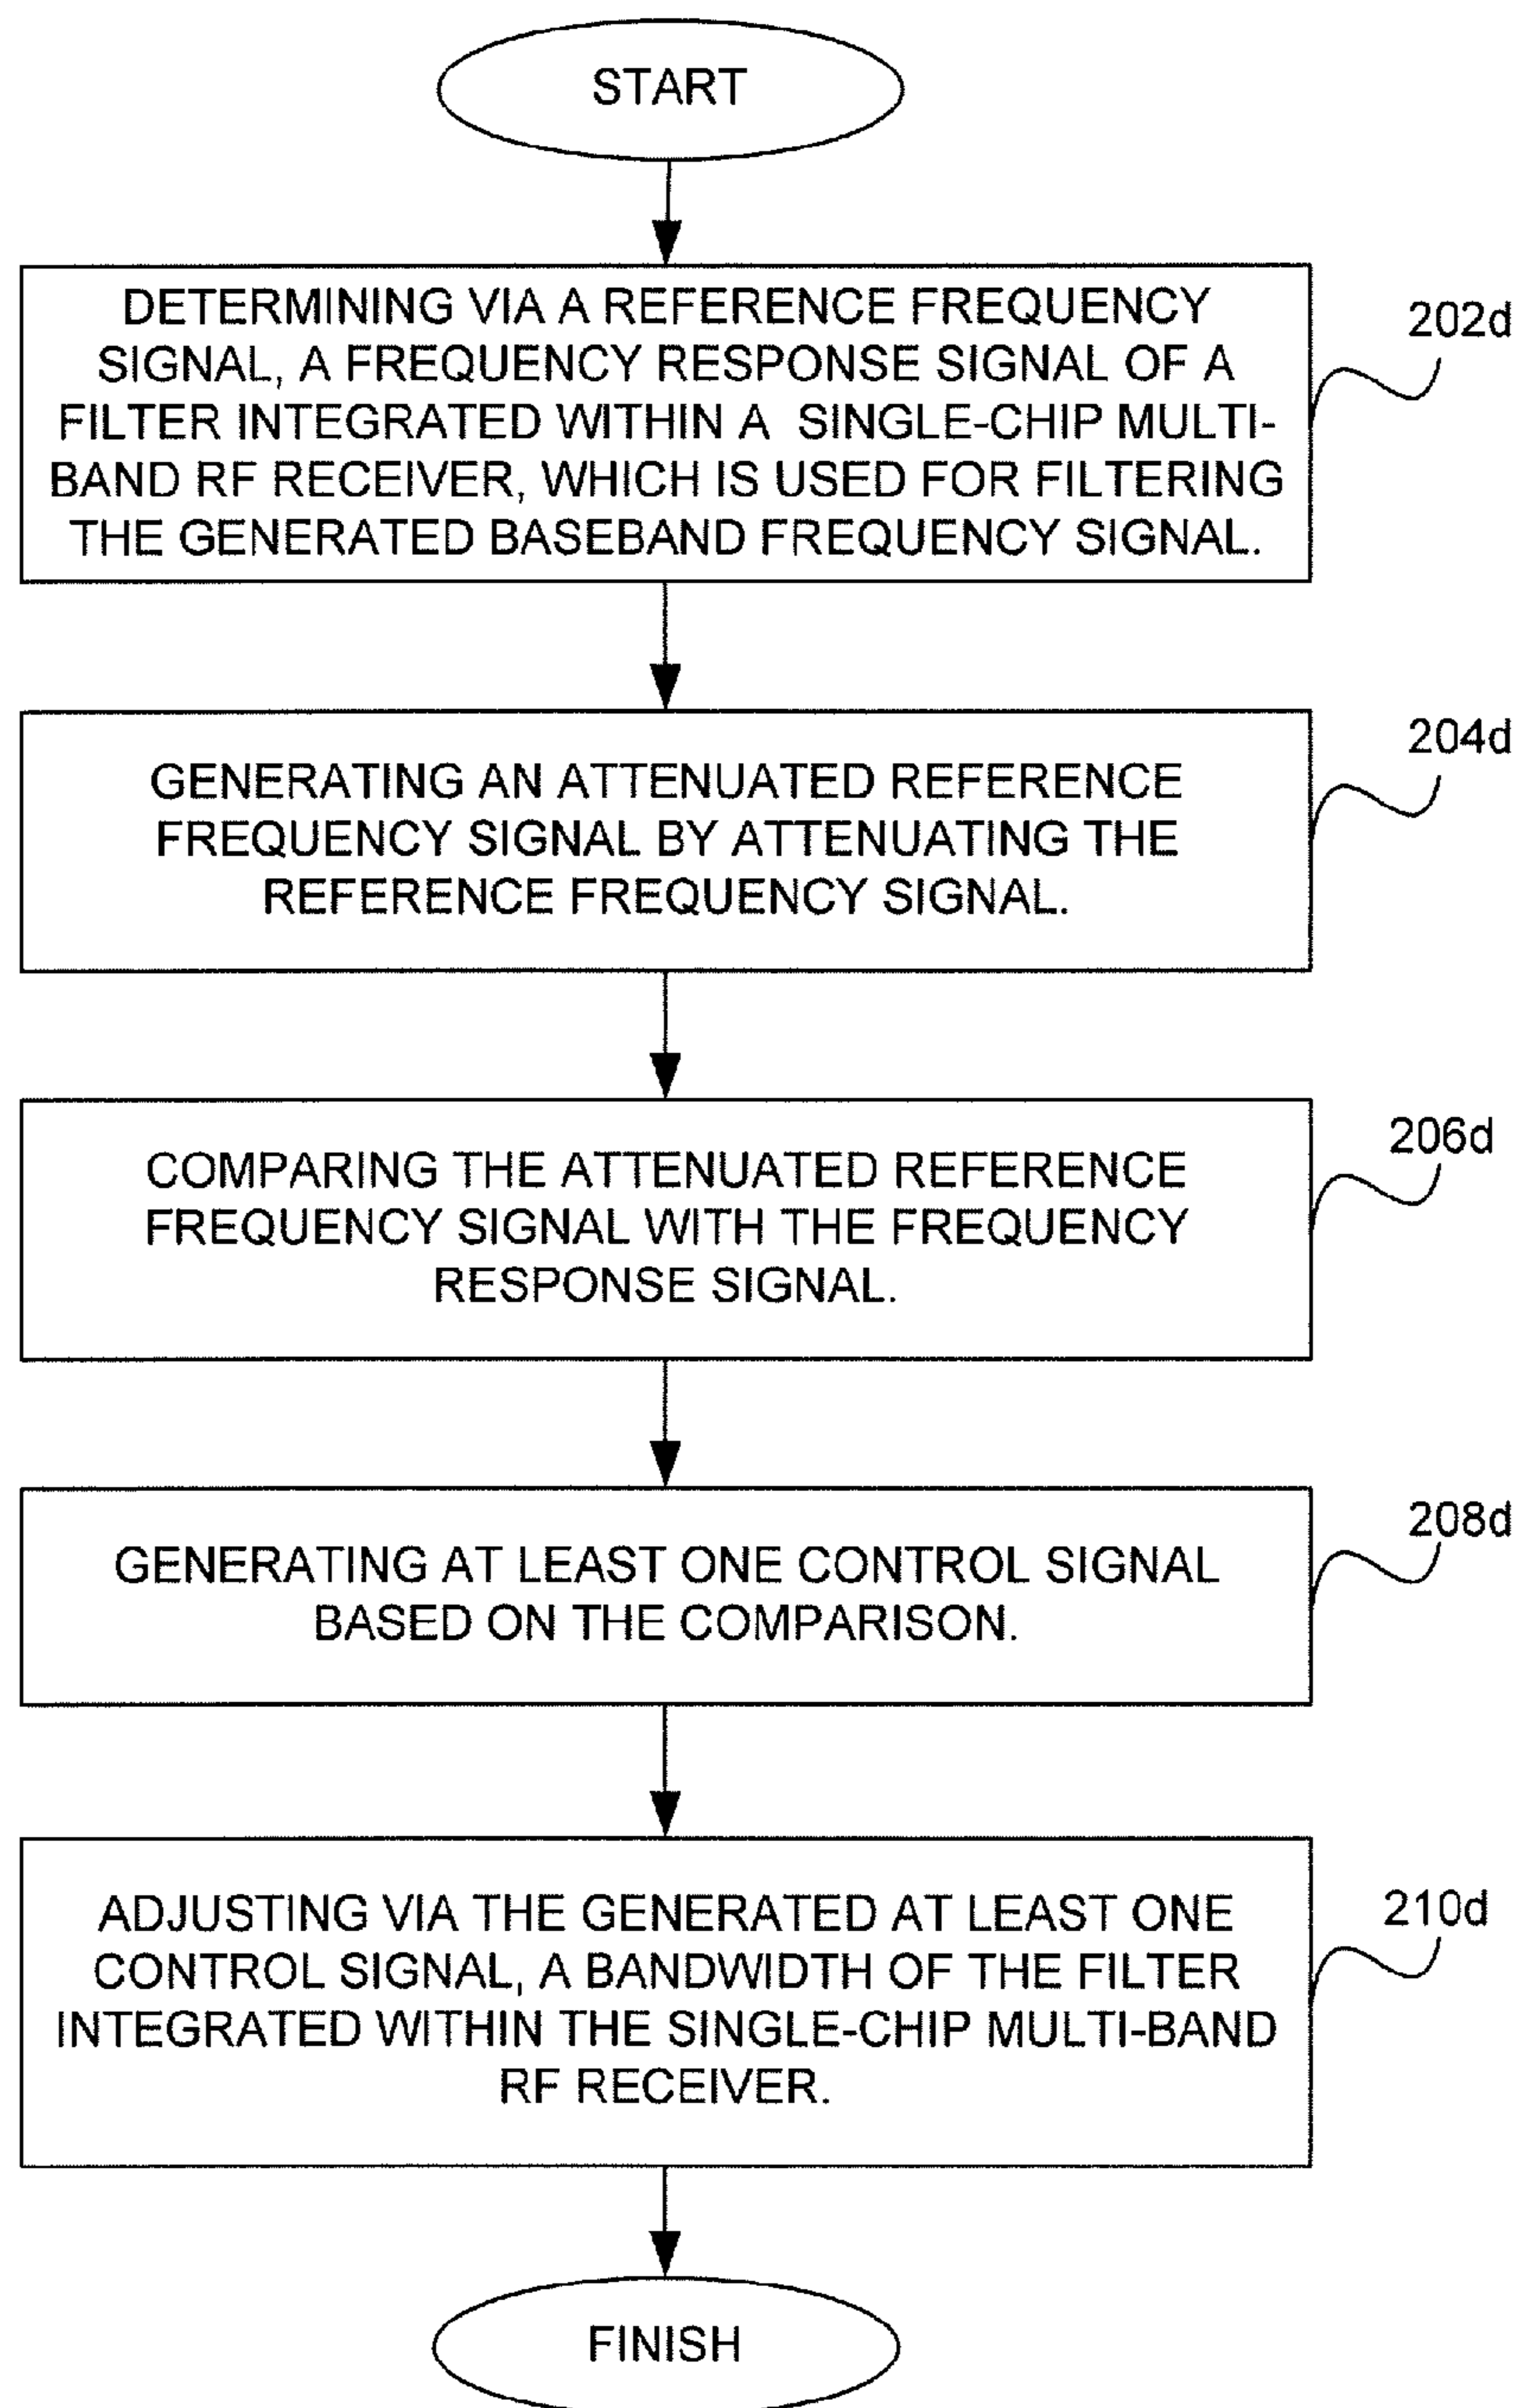 START
DETERMINING VIA A REFERENCE FREQUENCY
SIGNAL, A FREQUENCY RESPONSE SIGNAL OF A
FILTER INTEGRATED WITHIN A SINGLE-CHIP MULTI-
BAND RF RECEIVER, WHICH IS USED FOR FILTERING
THE GENERATED BASEBAND FREQUENCY SIGNAL.
202d
GENERATING AN ATTENUATED REFERENCE
FREQUENCY SIGNAL BY ATTENUATING THE
REFERENCE FREQUENCY SIGNAL.
204d
COMPARING THE ATTENUATED REFERENCE
FREQUENCY SIGNAL WITH THE FREQUENCY
RESPONSE SIGNAL.
206d
GENERATING AT LEAST ONE CONTROL SIGNAL
BASED ON THE COMPARISON.
208d
ADJUSTING VIA THE GENERATED AT LEAST ONE
CONTROL SIGNAL, A BANDWIDTH OF THE FILTER
INTEGRATED WITHIN THE SINGLE-CHIP MULTI-BAND
RF RECEIVER.
210d
FINISH